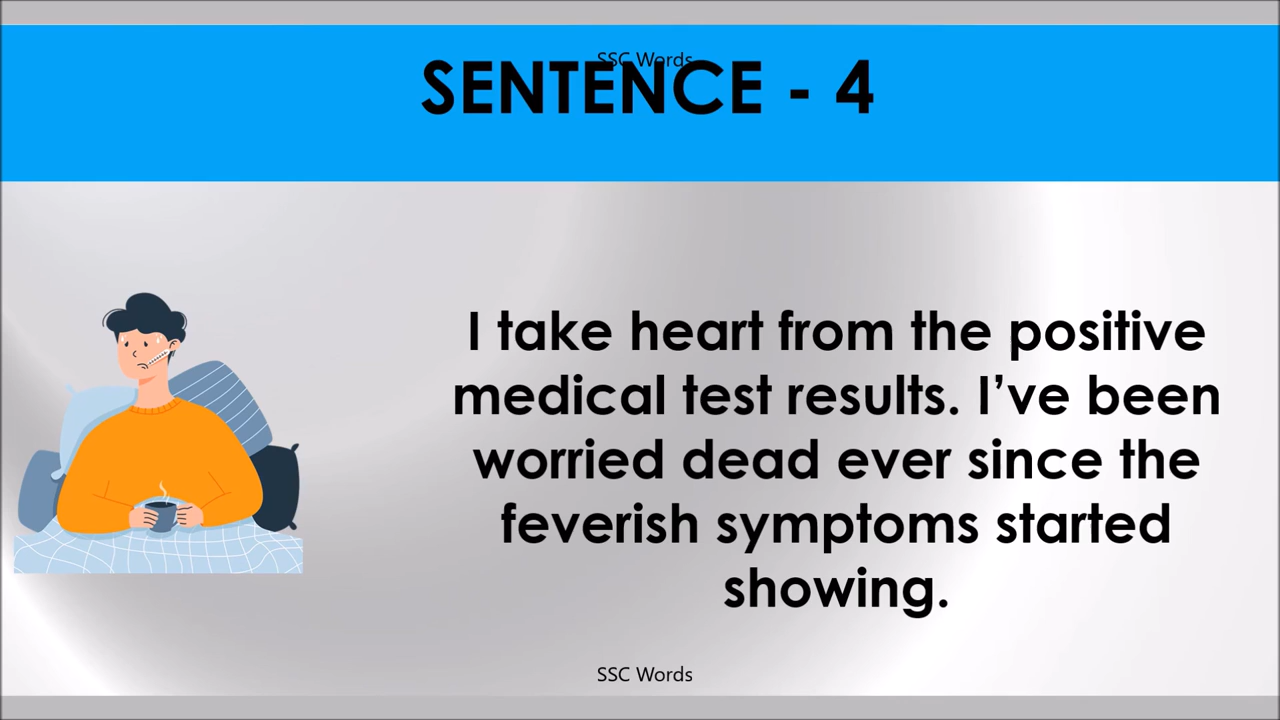 SSC Words
SENTENCE - 4
I take heart from the positive
medical test results. I’ve been
worried dead ever since the
feverish symptoms started
showing.
SSC Words